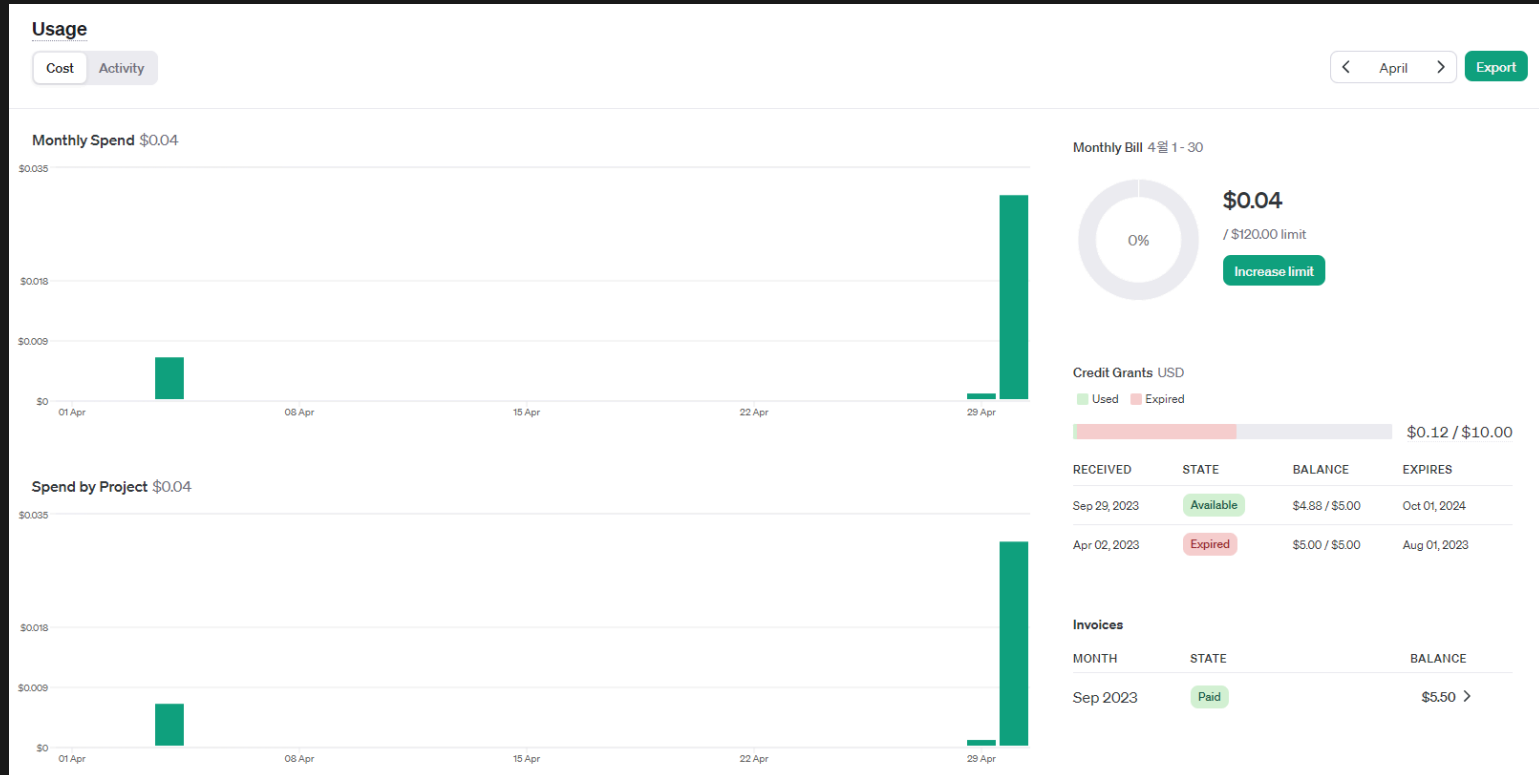 Usage
Cost Activity
April Export
Monthly Spend $0.04
$0.035
$0.018
$0.009
$0
01 Apr 08 Apr 15 Apr 22 Apr 29 Apr
Spend by Project $0.04
$0.035
$0.018
$0.009
$0
01 Apr 08 Apr 15 Apr 22 Apr 29 Apr
Monthly Bill 4월 1 - 30
0%
$0.04
/ $120.00 limit
Increase limit
Credit Grants USD
Used Expired
$0.12 / $10.00
RECEIVED STATE BALANCE EXPIRES
Sep 29, 2023 Available $4.88 / $5.00 Oct 01, 2024
Apr 02, 2023 Expired $5.00 / $5.00 Aug 01, 2023
Invoices
MONTH STATE BALANCE
Sep 2023 Paid $5.50